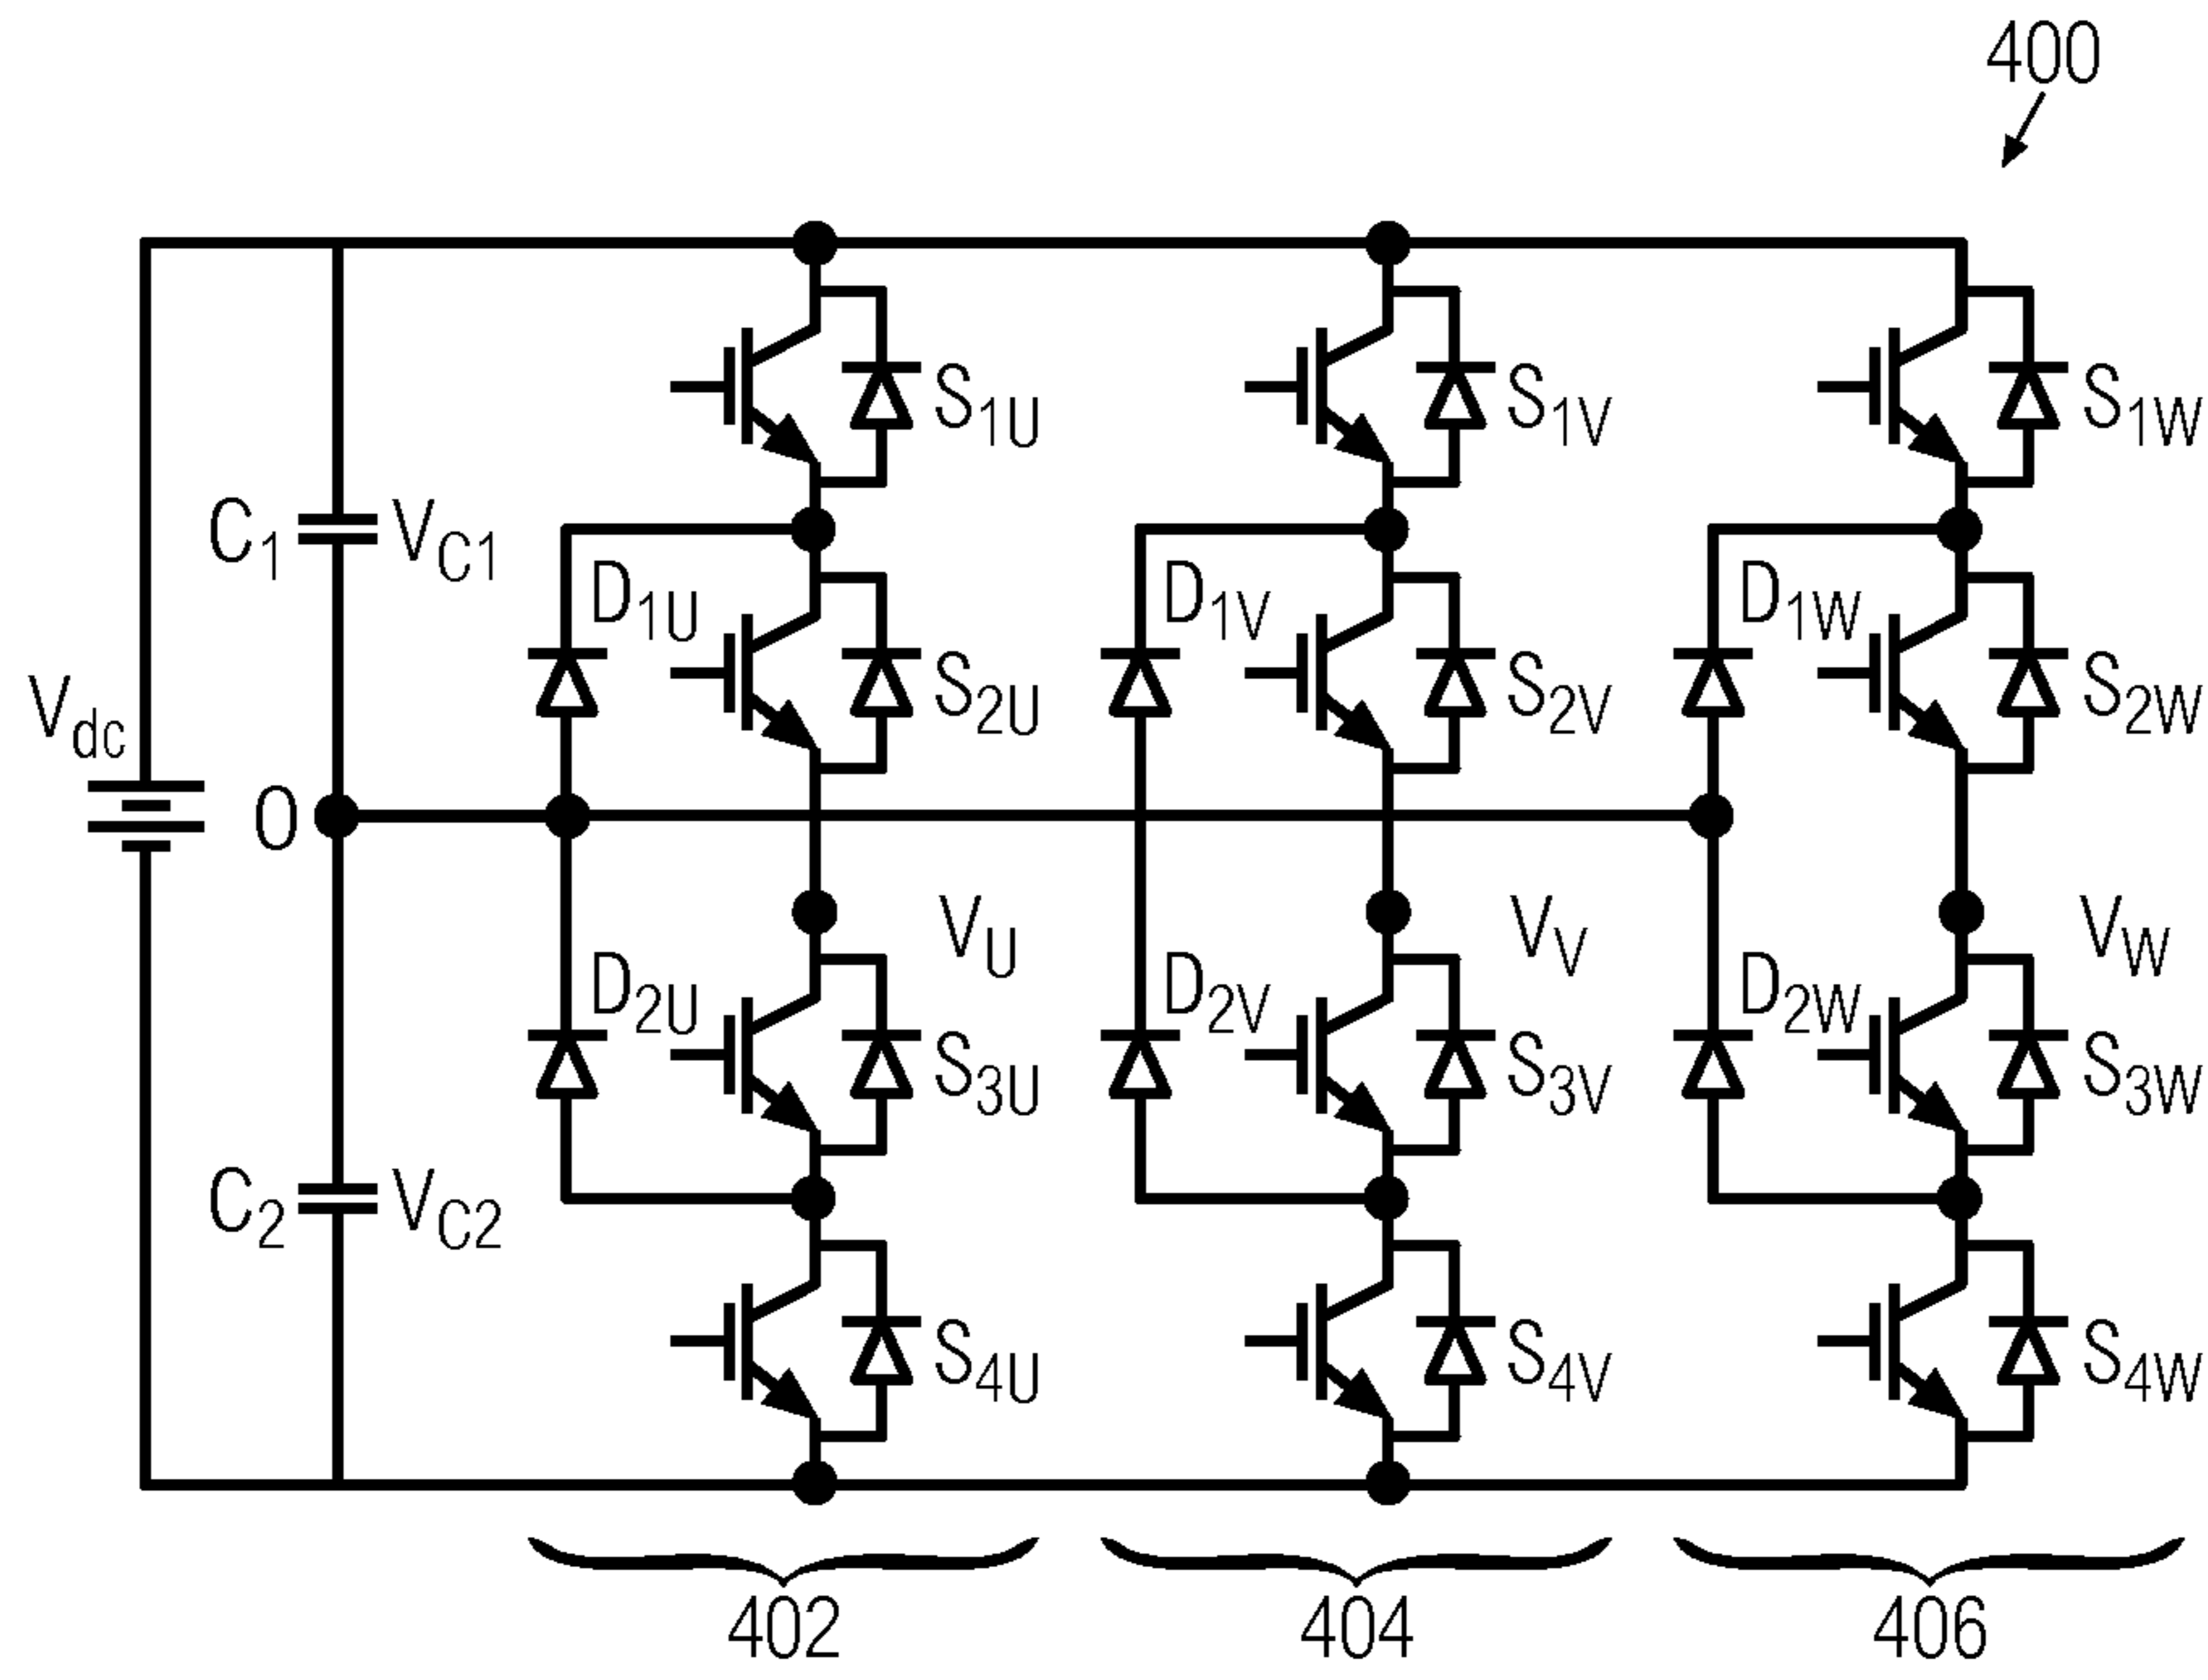 400
S1U
S1V
S1W
C1
VC1
D1U
D1V
D1W
S2U
S2V
S2W
Vdc
O
VU
VV
VW
D2U
D2V
D2W
S3U
S3V
S3W
C2
VC2
S4U
S4V
S4W
402
404
406